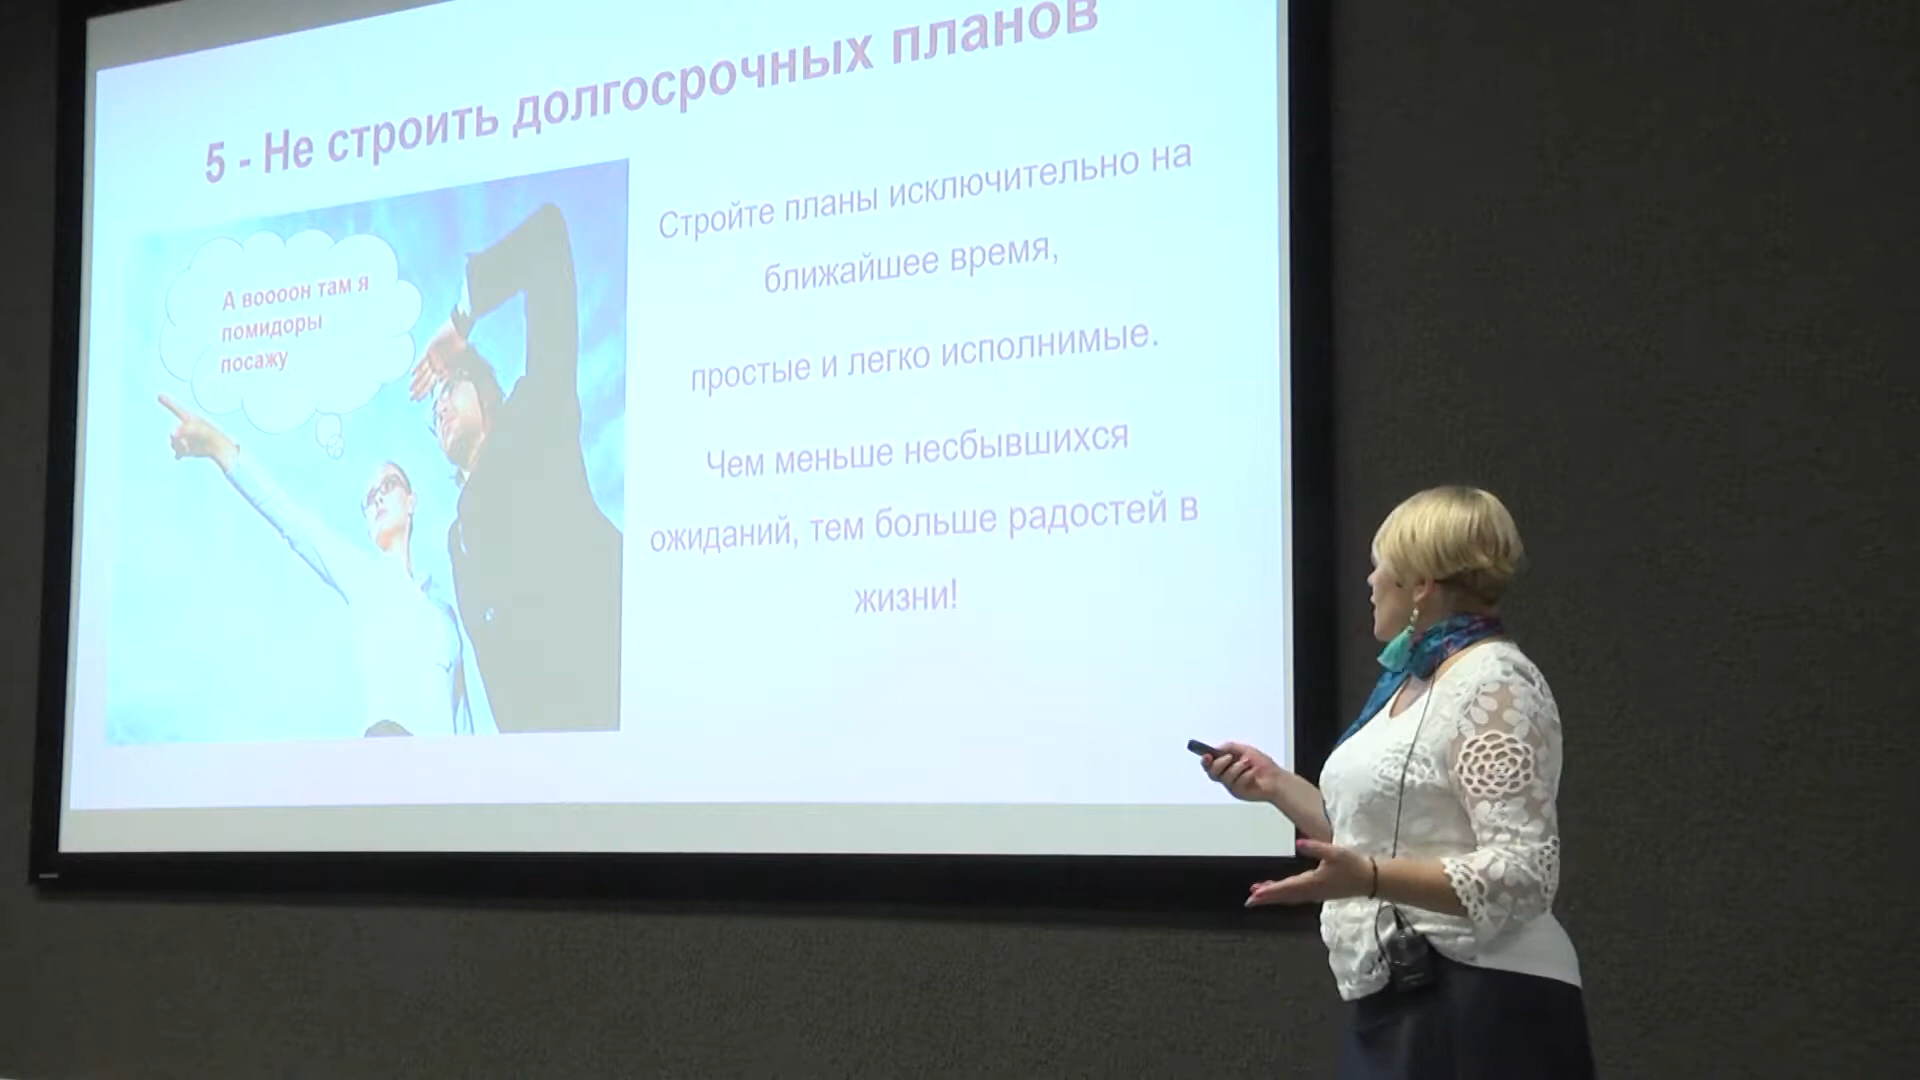 5 - Не строить долгосрочных планов
А воооон там я
помидоры
посажу
Стройте планы исключительно на
ближайшее время,
простые и легко исполнимые.
Чем меньше несбывшихся
ожиданий, тем больше радостей в
жизни!